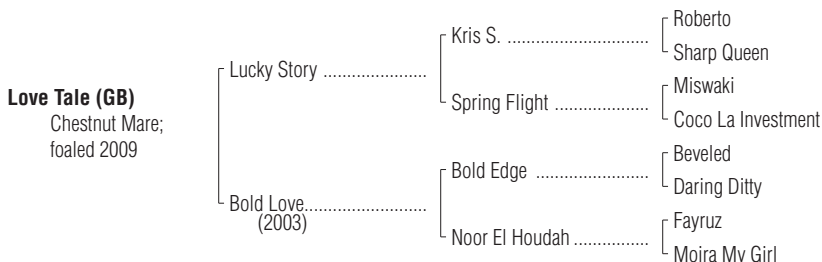 Love Tale (GB)
Chestnut Mare;
foaled 2009
Lucky Story ........................
Bold Love............................
(2003)
Kris S. .................................
Spring Flight ......................
Bold Edge ..........................
Noor El Houdah .................
Roberto
Sharp Queen
Miswaki
Coco La Investment
Beveled
Daring Ditty
Fayruz
Moira My Girl